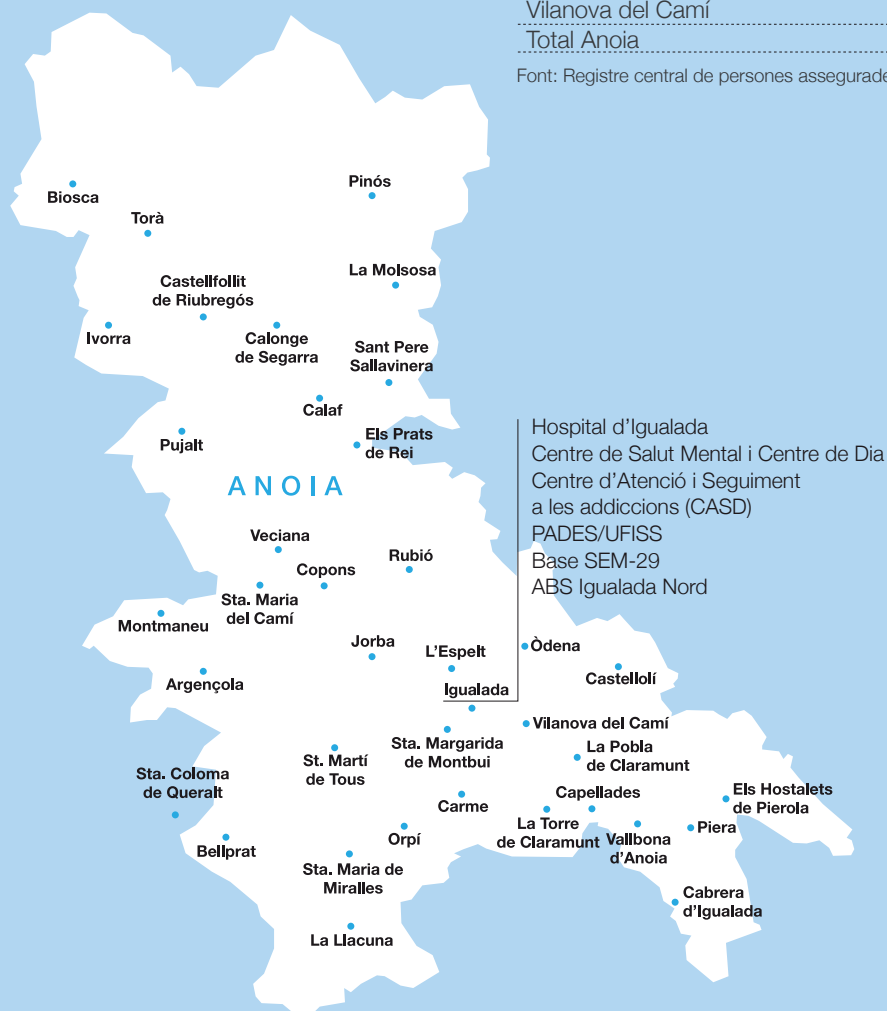 Vilanova del Camí
Total Anoia
Font: Registre central de persones
Biosca
Pinós
Torà
La Molsosa
Castellfollit
de Riubregós
Ivorra
Calonge
de Segarra
Sant Pere
Sallavinera
Calaf
Pujalt
Els Prats
de Rei
ANOIA
Hospital d'Igualada
Centre de Salut Mental i Centre de Dia
Centre d'Atenció i Seguiment
a les addiccions (CASD)
PADES/UFISS
Base SEM-29
ABS Igualada Nord
Veciana
Copons
Rubió
Sta. Maria
del Camí
Montmaneu
Jorba
L'Espelt
Òdena
Castellolí
Argençola
Igualada
Vilanova del Camí
Sta. Margarida
de Montbui
La Pobla
de Claramunt
St. Martí
de Tous
Sta. Coloma
de Queralt
Carme
Capellades
Els Hostalets
de Pierola
La Torre
de Claramunt
Vallbona
d'Anoia
Piera
Orpí
Bellprat
Sta. Maria de
Miralles
Cabrera
d'Igualada
La Llacuna